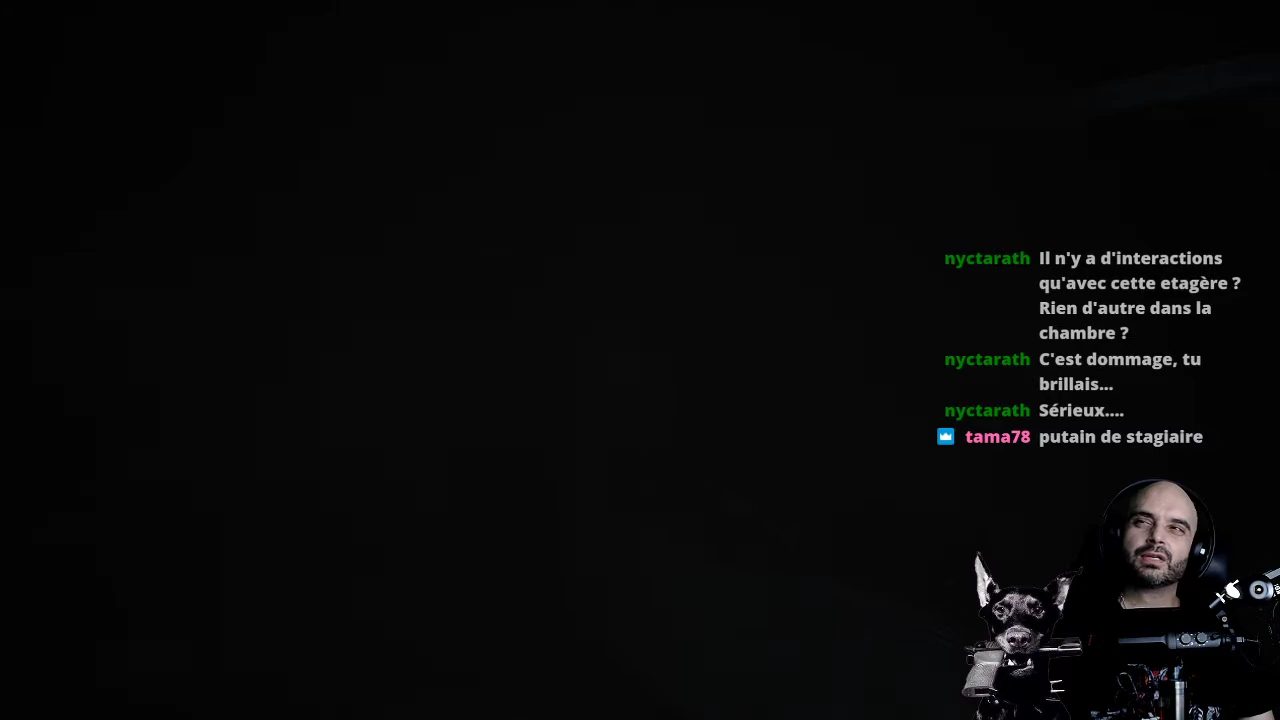 nyctarath Il n'y a d'interactions
qu'avec cette etagère ?
Rien d'autre dans la
chambre ?
nyctarath C'est dommage, tu
brillais...
nyctarath Sérieux....
tama78 putain de stagiaire